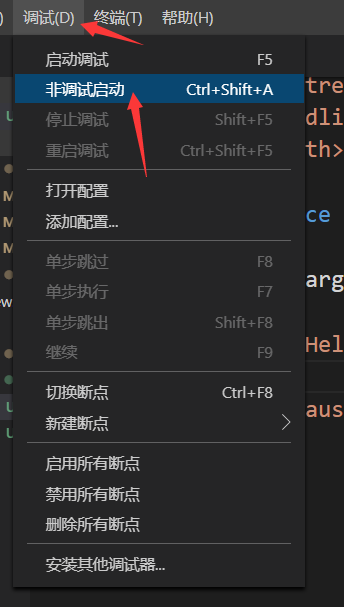 调试(D) 终端(T) 帮助(H)
启动调试 F5
非调试启动 Ctrl+Shift+A
停止调试 Shift+F5
重启调试 Ctrl+Shift+F5
打开配置
添加配置...
单步跳过 F8
单步执行 F7
单步跳出 Shift+F8
继续 F9
切换断点 Ctrl+F8
新建断点
启用所有断点
禁用所有断点
删除所有断点
安装其他调试器...
tre
dli
th>
ce
arg
Hel
aus